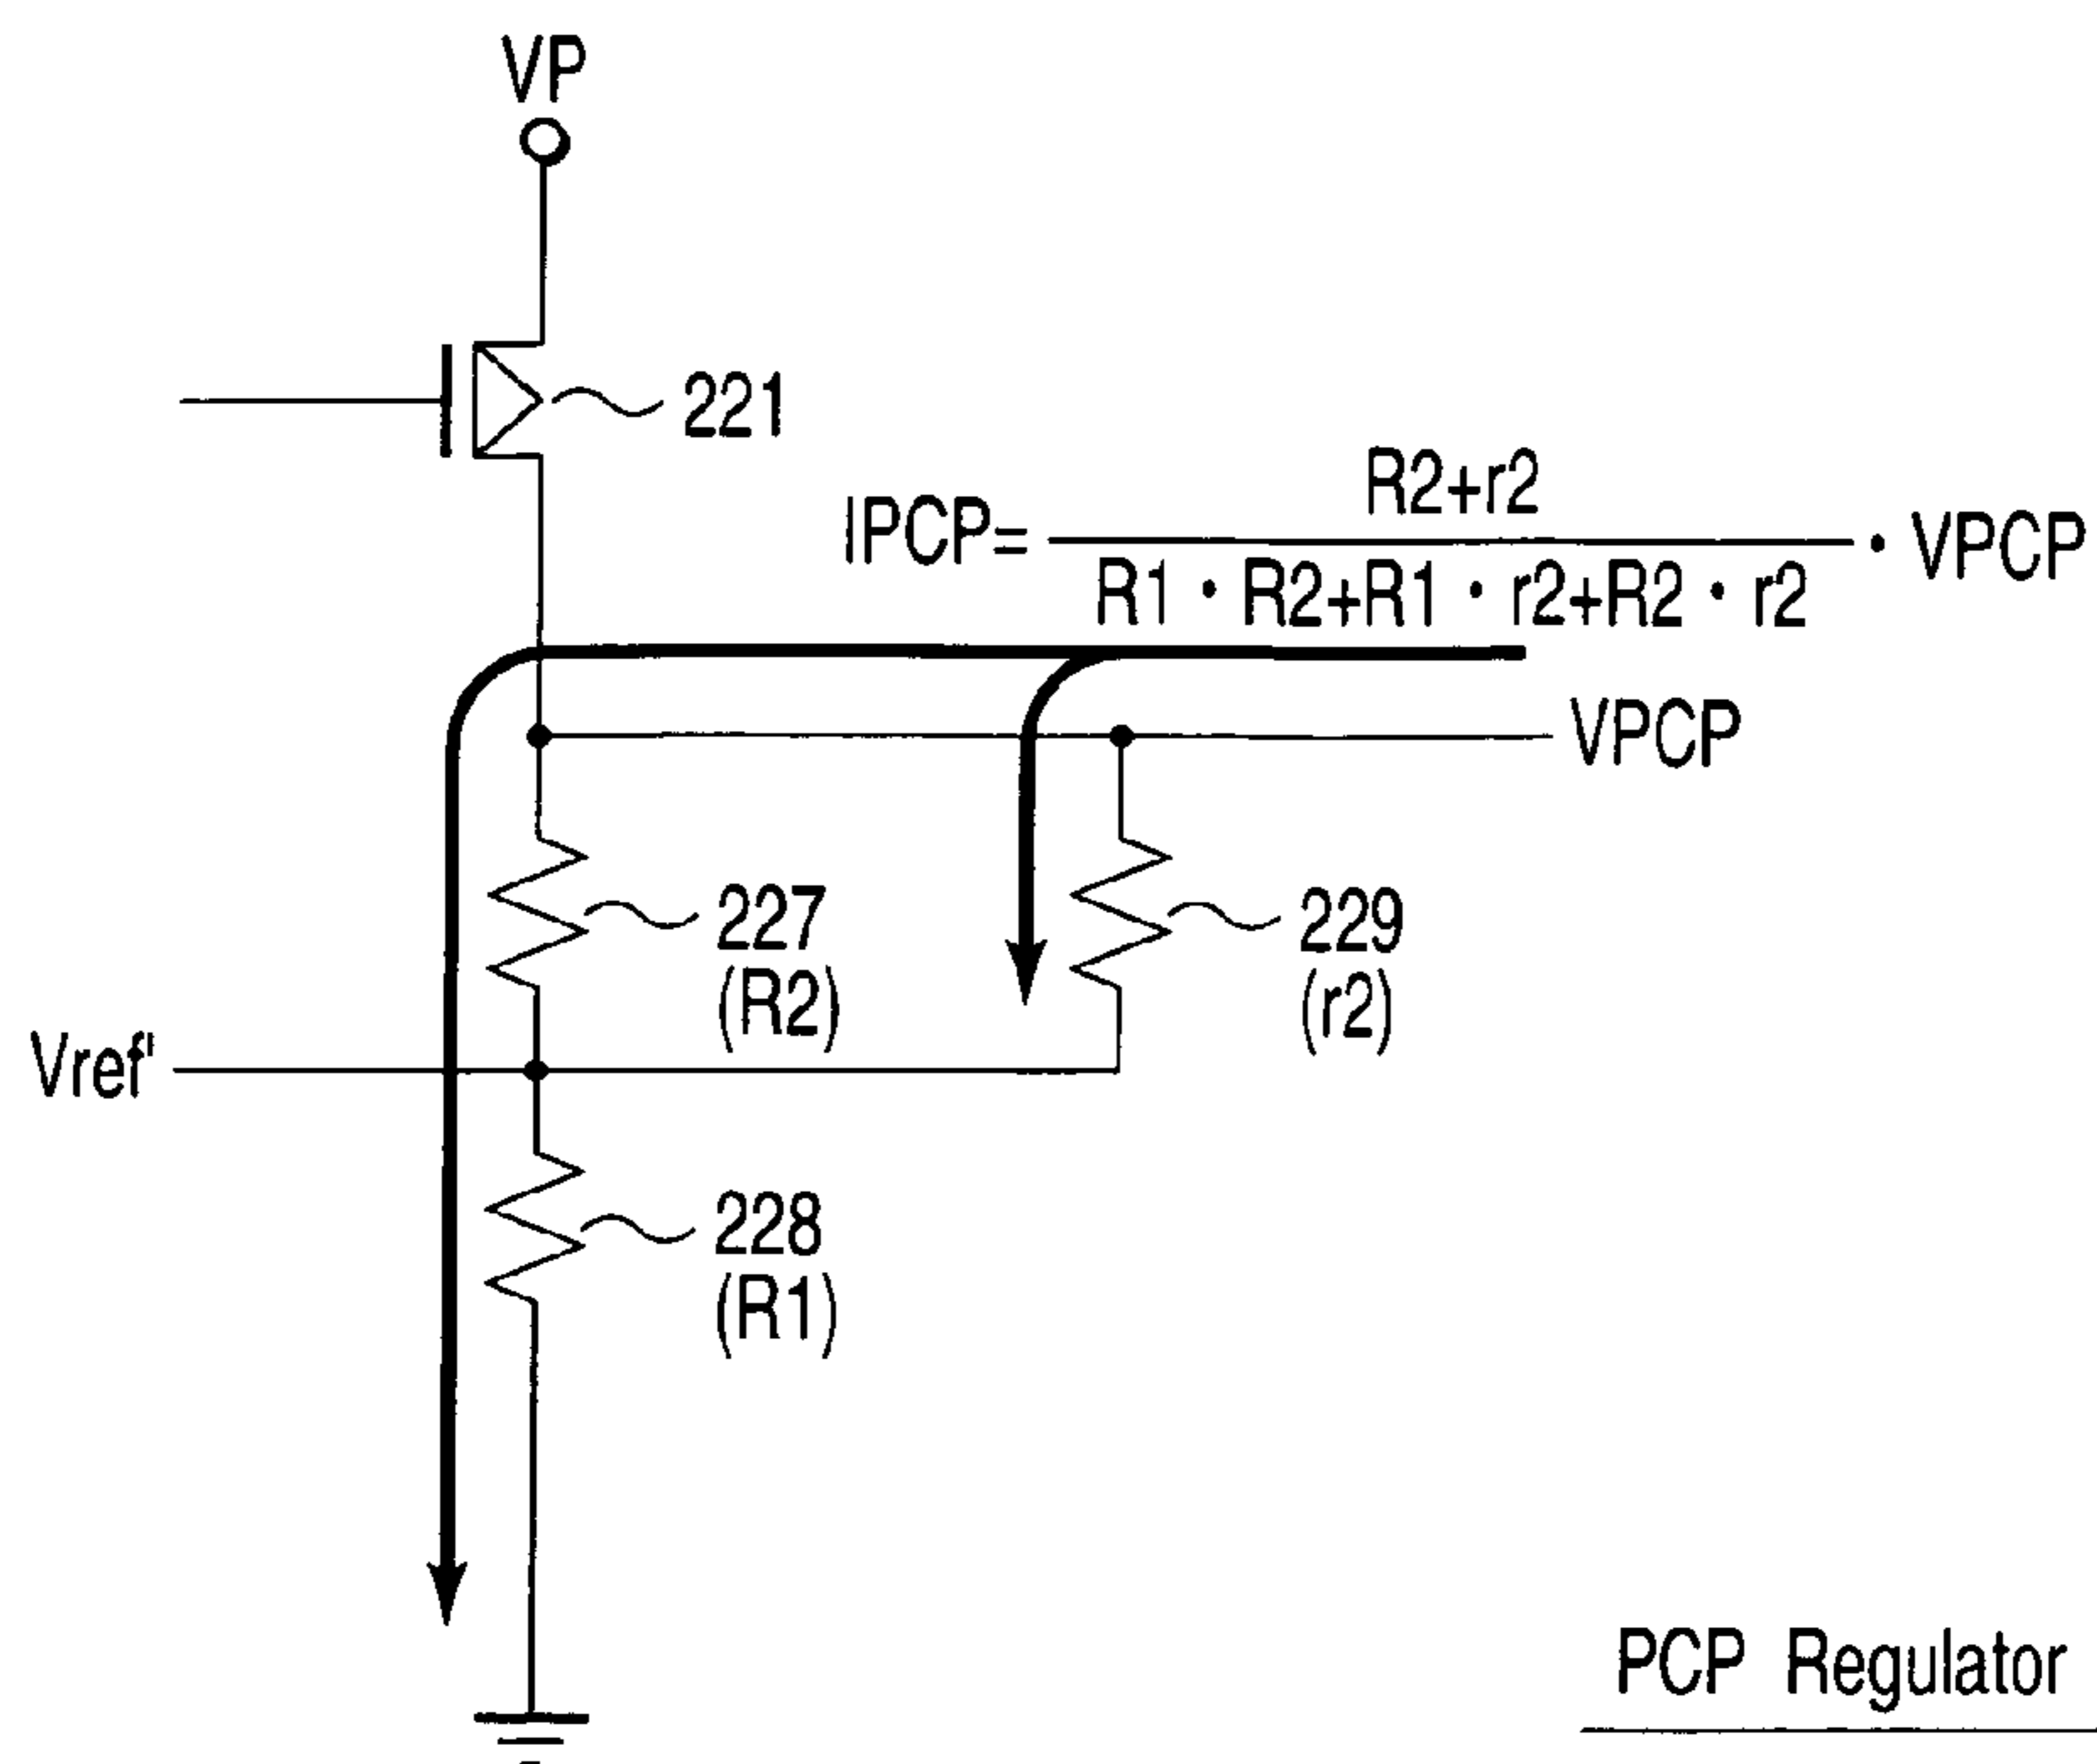 VP
221
R2+r2
IPCP= ・ VPCP
R1・R2+R1・r2+R2・r2
VPCP
227
(R2)
229
(r2)
Vref'
228
(R1)
PCP Regulator